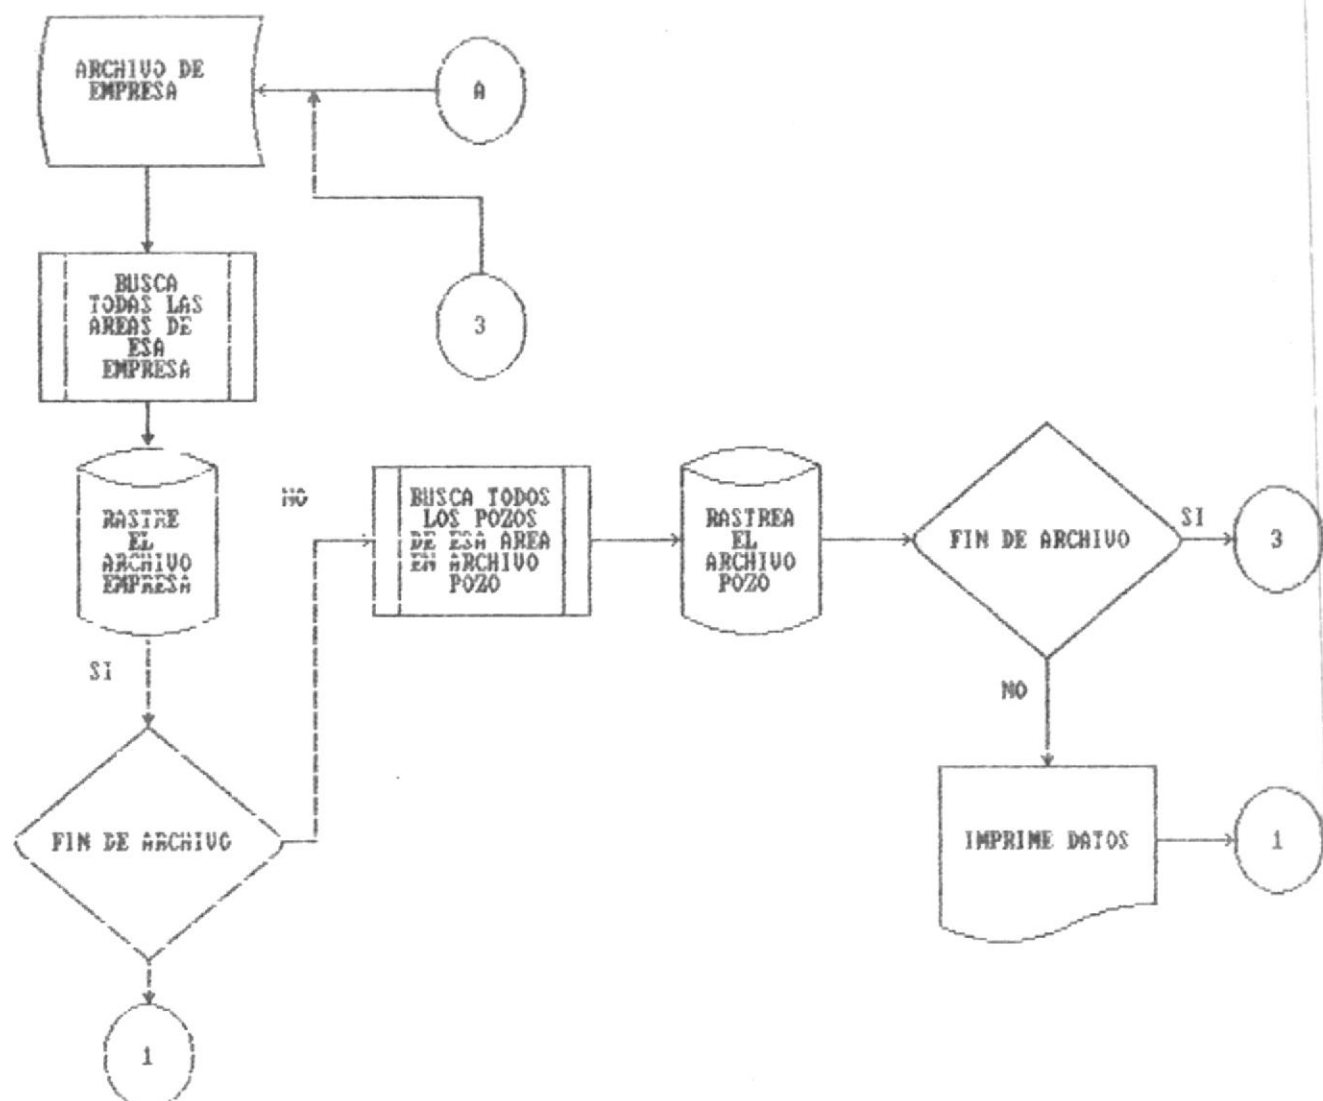 ARCHIVO DE
EMPRESA
A
BUSCA
TODAS LAS
AREAS DE
ESA
EMPRESA
3
RASTRE
EL
ARCHIVO
EMPRESA
NO
BUSCA TODOS
LOS POZOS
DE ESA AREA
EN ARCHIVO
POZO
RASTREA
EL
ARCHIVO
POZO
FIN DE ARCHIVO
SI
3
SI
NO
FIN DE ARCHIVO
IMPRIME DATOS
1
1